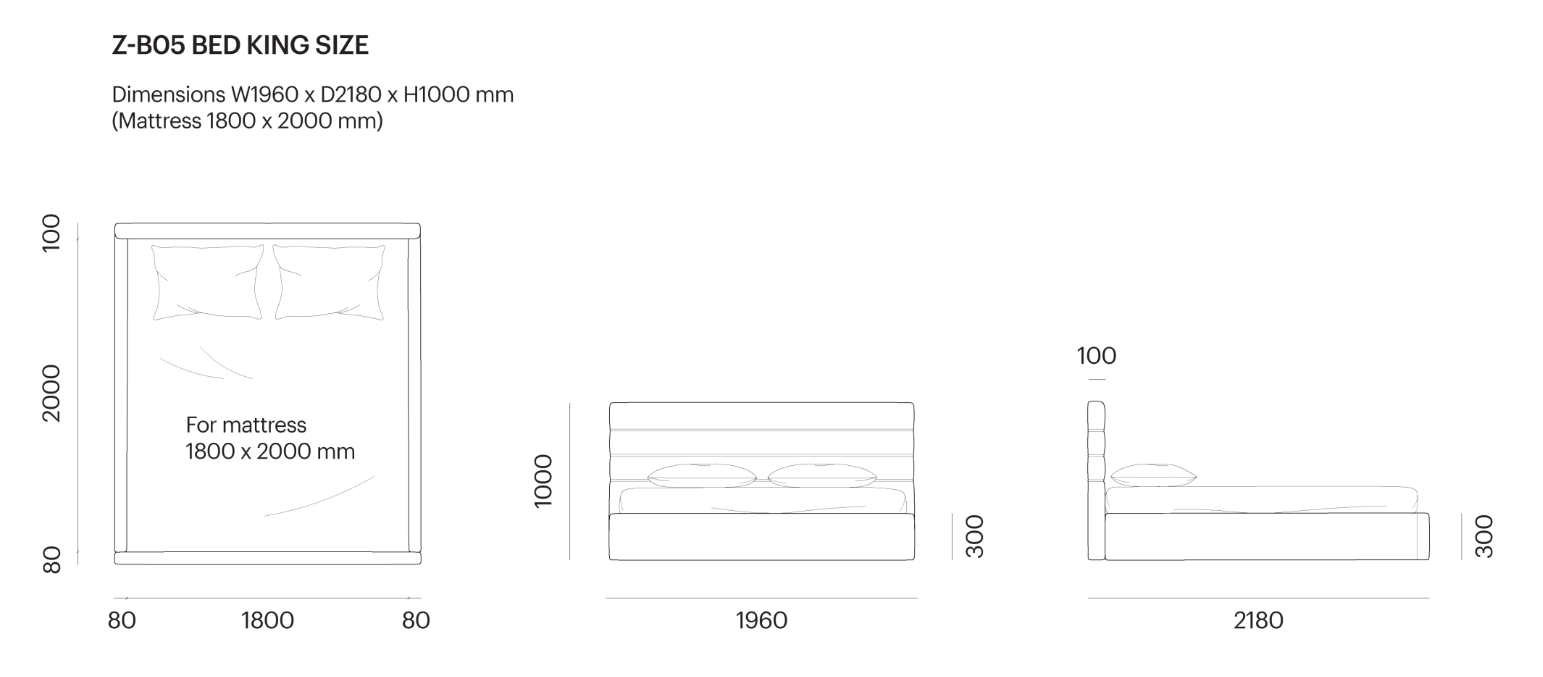 Z-B05 BED KING SIZE
Dimensions W1960 x D2180 x H1000 mm
(Mattress 1800 x 2000 mm)
100
2000
80
For mattress
1800 x 2000 mm
80
1800
80
1000
300
1960
100
300
2180